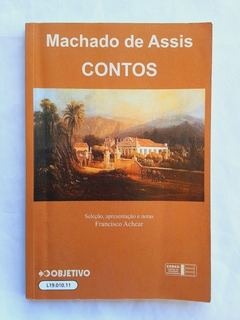 Machado de Assis
CONTOS
Seleção, apresentação e notas
Francisco Achcar
OBJETIVO
L19.010.11